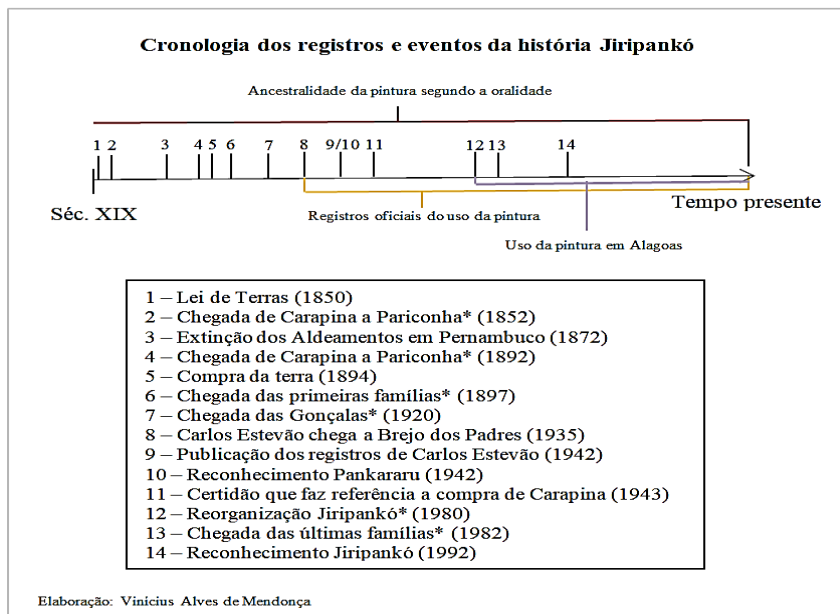 Cronologia dos registros e eventos da história Jiripankó
Ancestralidade da pintura segundo a oralidade
1 2 3 4 5 6 7 8 9/10 11 12 13 14
Séc. XIX
Tempo presente
Registros oficiais do uso da pintura
Uso da pintura em Alagoas
1 – Lei de Terras (1850)
2 – Chegada de Carapina a Pariconha* (1852)
3 – Extinção dos Aldeamentos em Pernambuco (1872)
4 – Chegada de Carapina a Pariconha* (1892)
5 – Compra da terra (1894)
6 – Chegada das primeiras famílias* (1897)
7 – Chegada das Gonçalas* (1920)
8 – Carlos Estevão chega a Brejo dos Padres (1935)
9 – Publicação dos registros de Carlos Estevão (1942)
10 – Reconhecimento Pankararu (1942)
11 – Certidão que faz referência a compra de Carapina (1943)
12 – Reorganização Jiripankó* (1980)
13 – Chegada das últimas famílias* (1982)
14 – Reconhecimento Jiripankó (1992)
Elaboração: Vinicius Alves de Mendonça